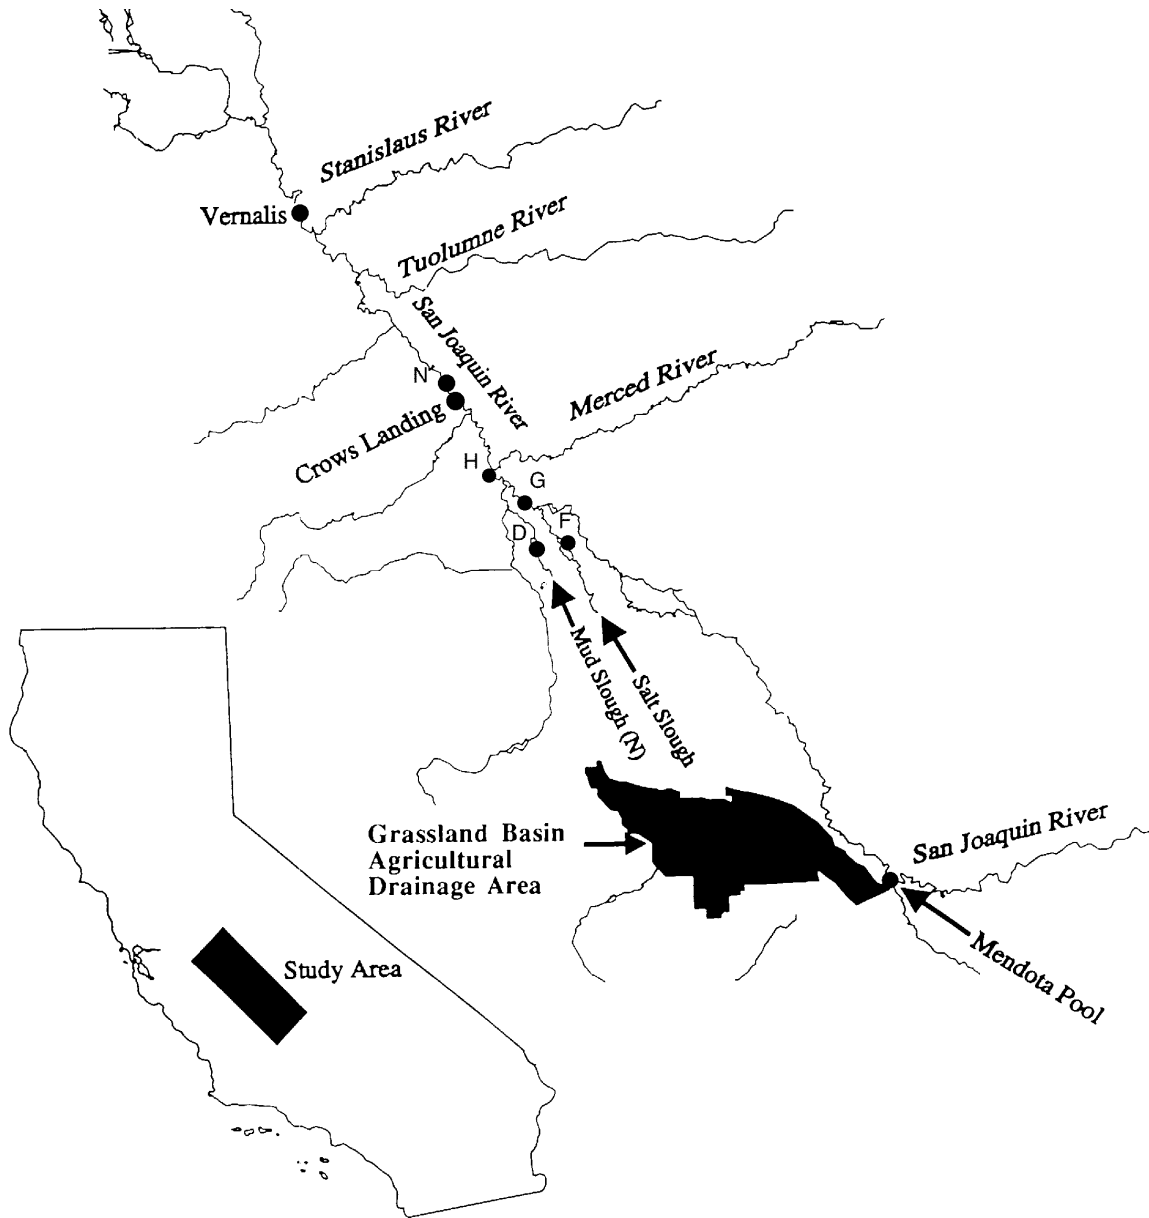 Stanislaus River
Vernalis
Tuolumne River
San Joaquin River
N
Merced River
Crows Landing
H
G
F
D
Mud Slough (N)
Salt Slough
Grassland Basin
Agricultural
Drainage Area
San Joaquin River
Mendota Pool
Study Area